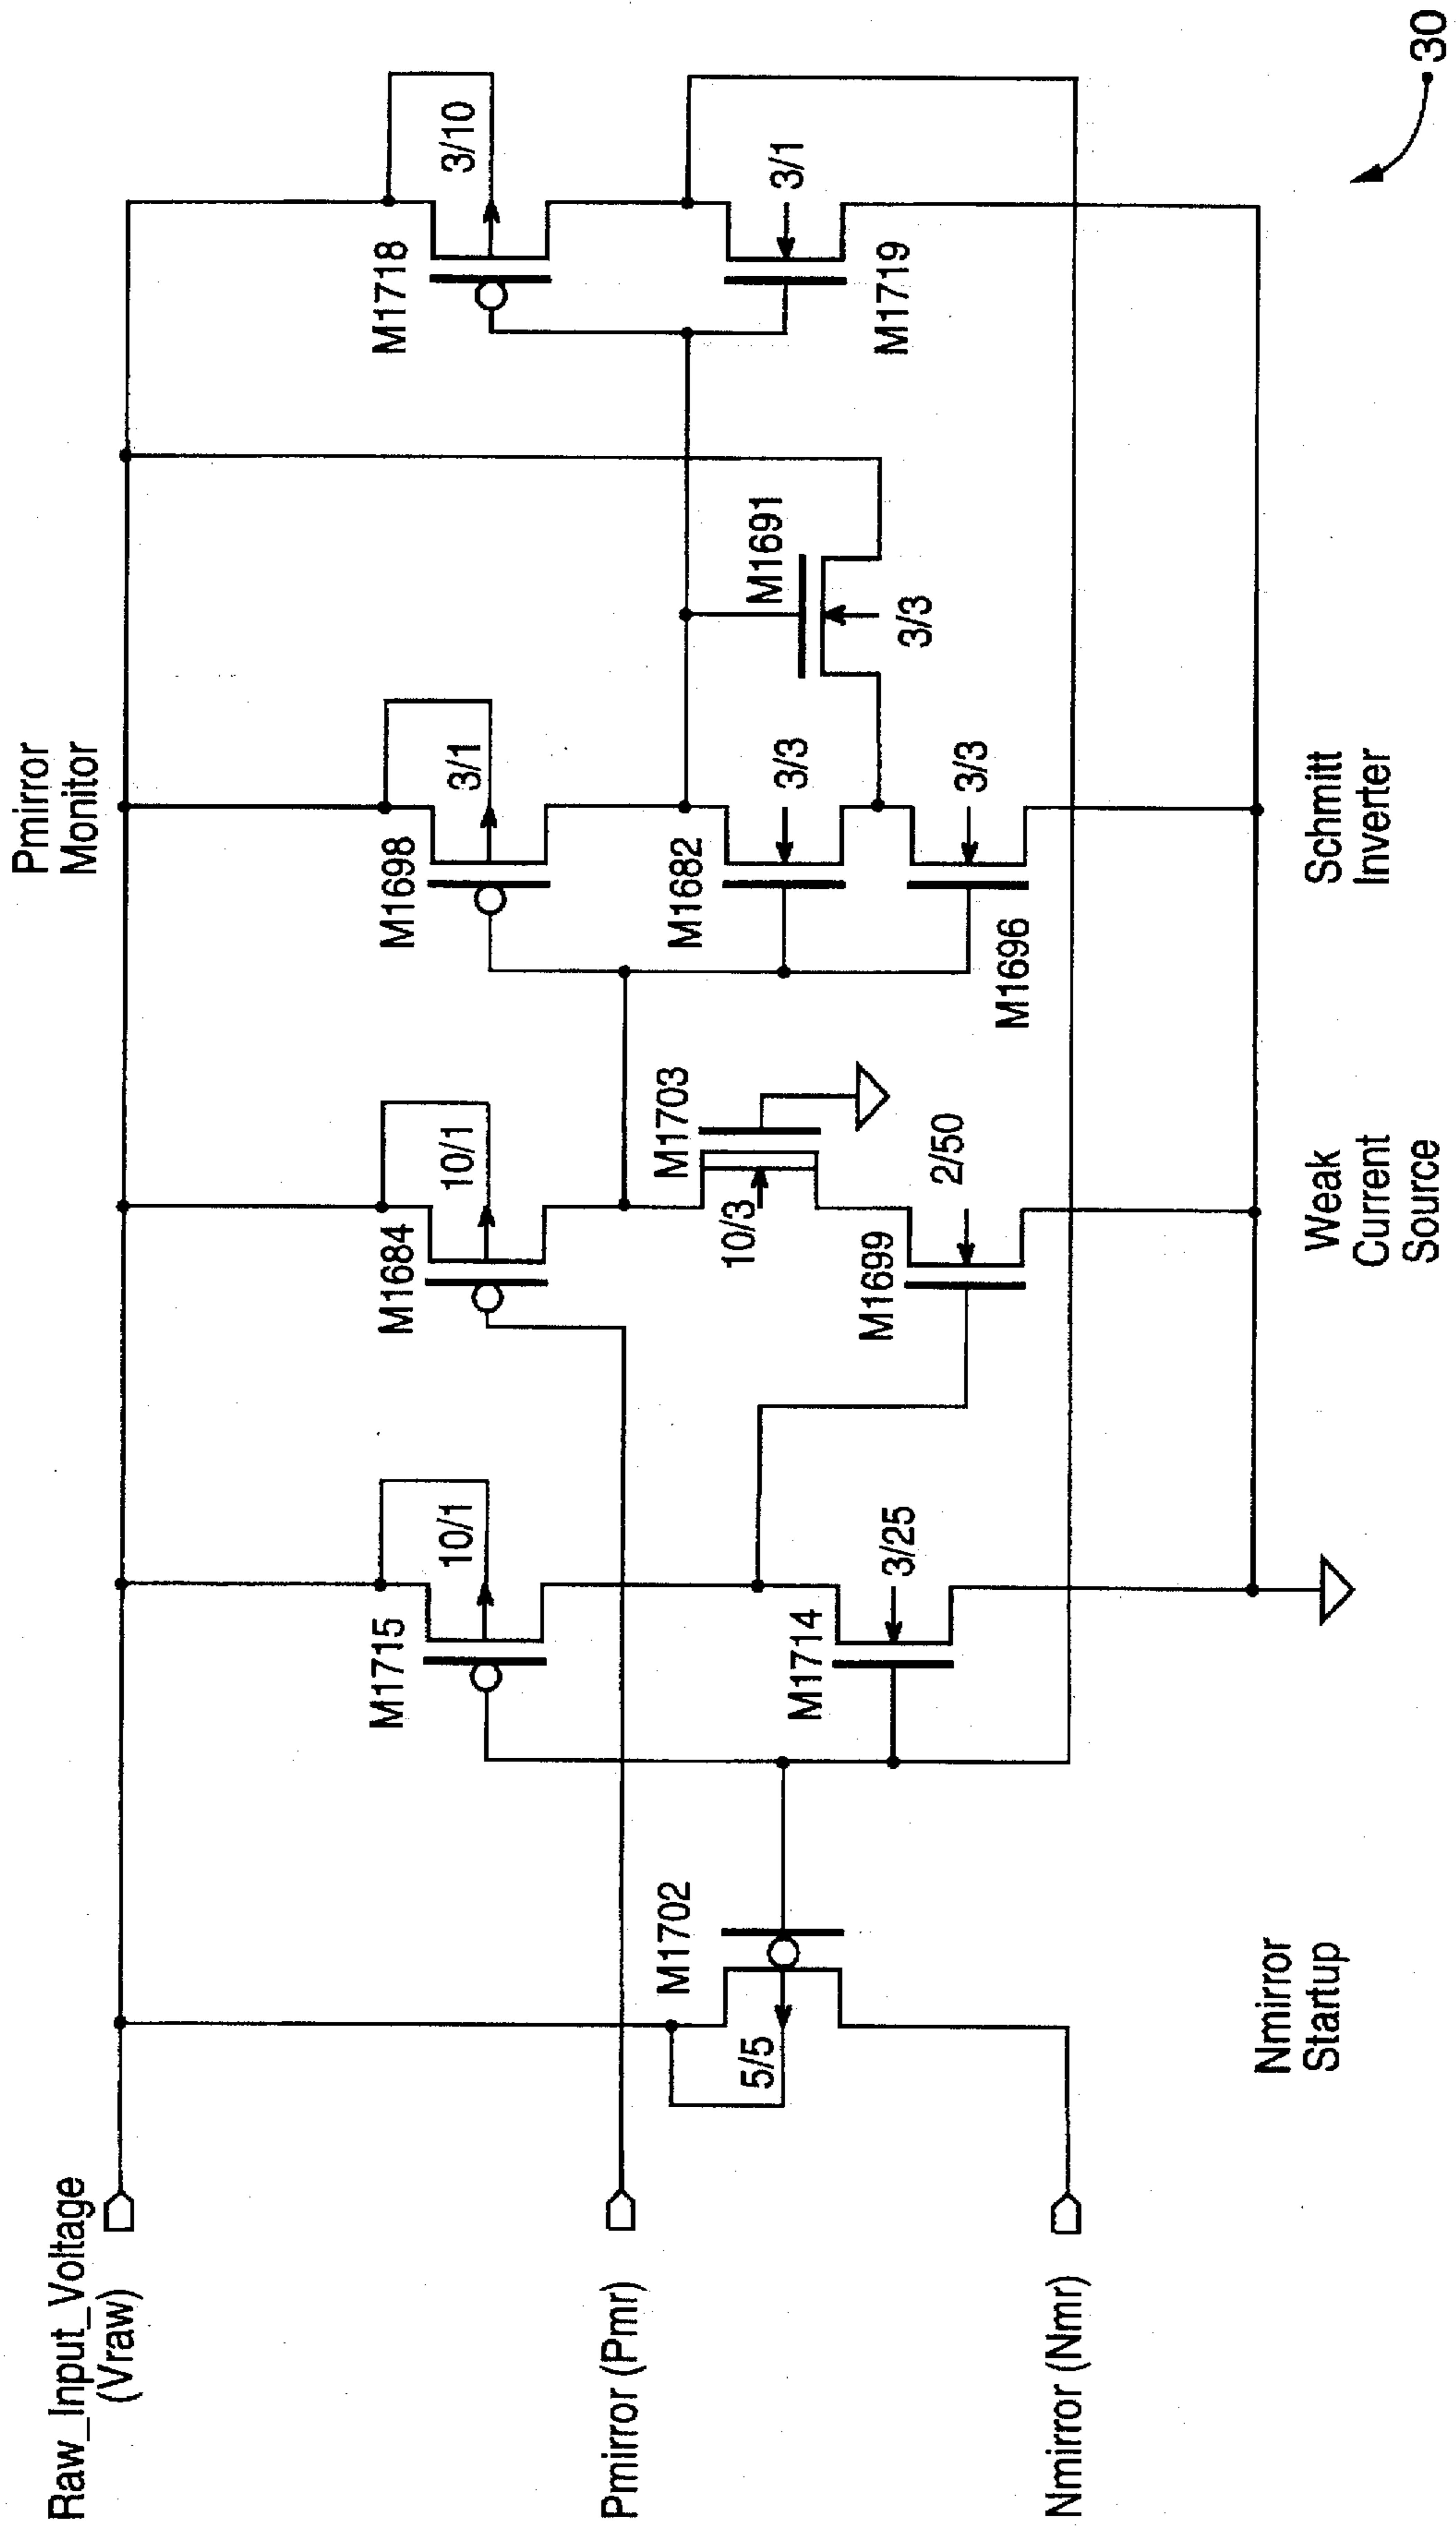 Raw_Input_Voltage
(Vraw)
Pmirror (Pmr)
Nmirror (Nmr)
Pmirror
Monitor
M1702
5/5
M1715
10/1
M1714
3/25
M1684
10/1
M1703
10/3
M1699
2/50
M1698
3/1
M1682
3/3
M1696
3/3
M1691
3/3
M1718
3/10
M1719
3/1
Nmirror
Startup
Weak
Current
Source
Schmitt
Inverter
30